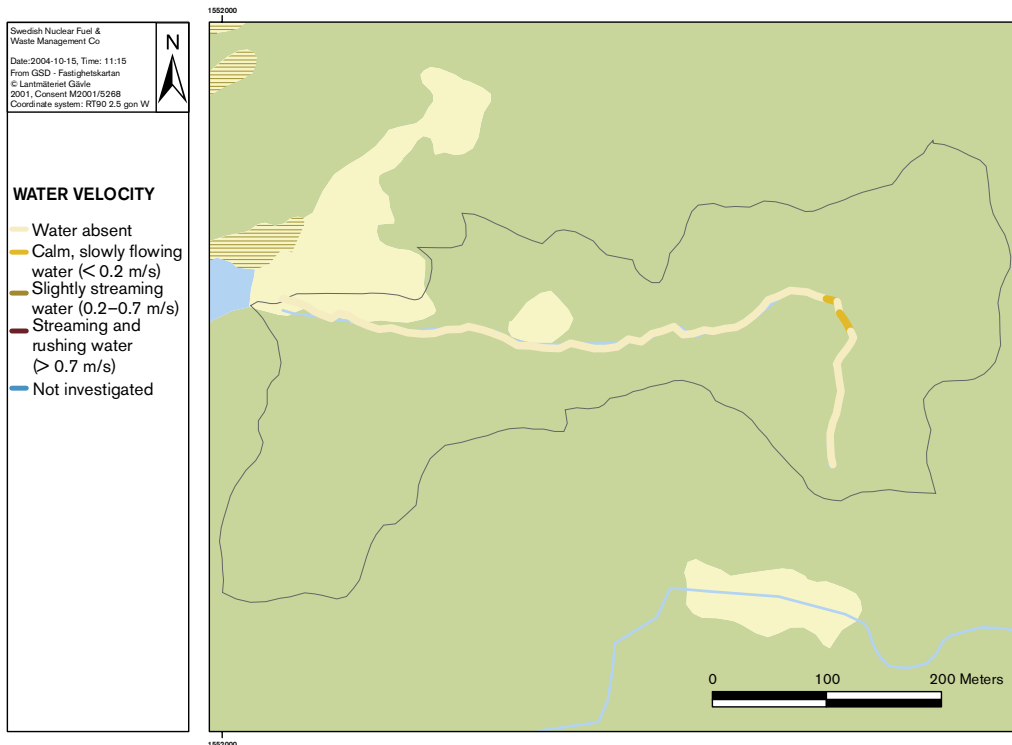 1552000
Swedish Nuclear Fuel &
Waste Management Co
Date:2004-10-15, Time: 11:15
From GSD - Fastighetskartan
© Lantmäteriet Gävle
2001, Consent M2001/5268
Coordinate system: RT90 2.5 gon W
N
WATER VELOCITY
Water absent
Calm, slowly flowing
water (< 0.2 m/s)
Slightly streaming
water (0.2–0.7 m/s)
Streaming and
rushing water
(> 0.7 m/s)
Not investigated
0 100 200 Meters
1552000